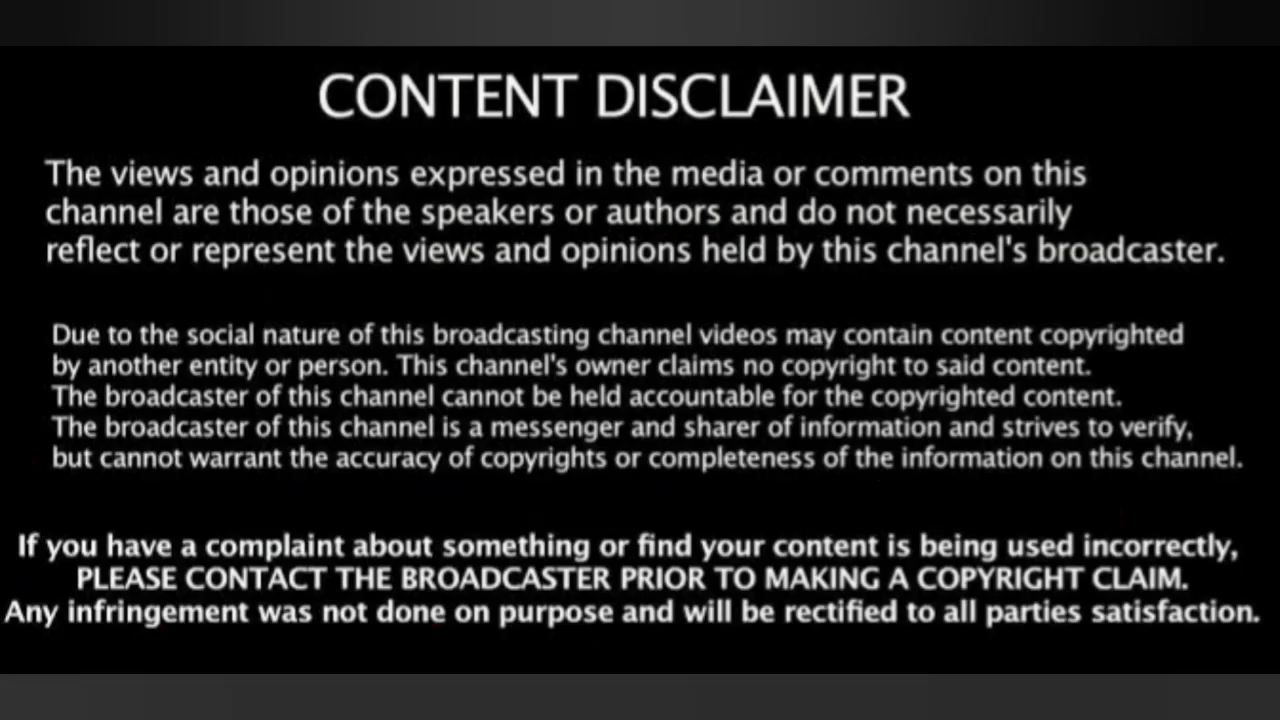 CONTENT DISCLAIMER
The views and opinions expressed in the media or comments on this
channel are those of the speakers or authors and do not necessarily
reflect or represent the views and opinions held by this channel's broadcaster.
Due to the social nature of this broadcasting channel videos may contain content copyrighted
by another entity or person. This channel's owner claims no copyright to said content.
The broadcaster of this channel cannot be held accountable for the copyrighted content.
The broadcaster of this channel is a messenger and sharer of information and strives to verify,
but cannot warrant the accuracy of copyrights or completeness of the information on this channel.
If you have a complaint about something or find your content is being used incorrectly,
PLEASE CONTACT THE BROADCASTER PRIOR TO MAKING A COPYRIGHT CLAIM.
Any infringement was not done on purpose and will be rectified to all parties satisfaction.